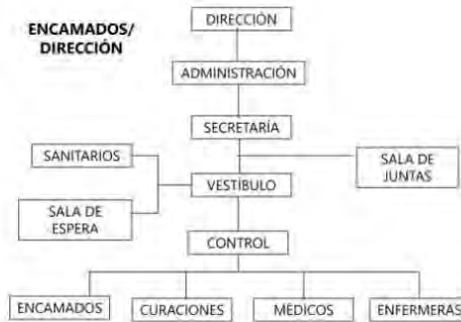 ENCAMADOS/
DIRECCIÓN
DIRECCIÓN
ADMINISTRACIÓN
SECRETARÍA
SANITARIOS
SALA DE
JUNTAS
VESTÍBULO
SALA DE
ESPERA
CONTROL
ENCAMADOS
CURACIONES
MÉDICOS
ENFERMERAS